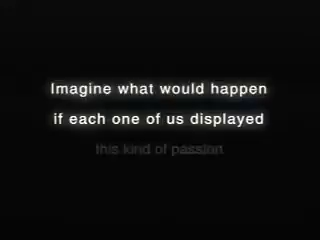 Imagine what would happen
if each one of us displayed
this kind of passion